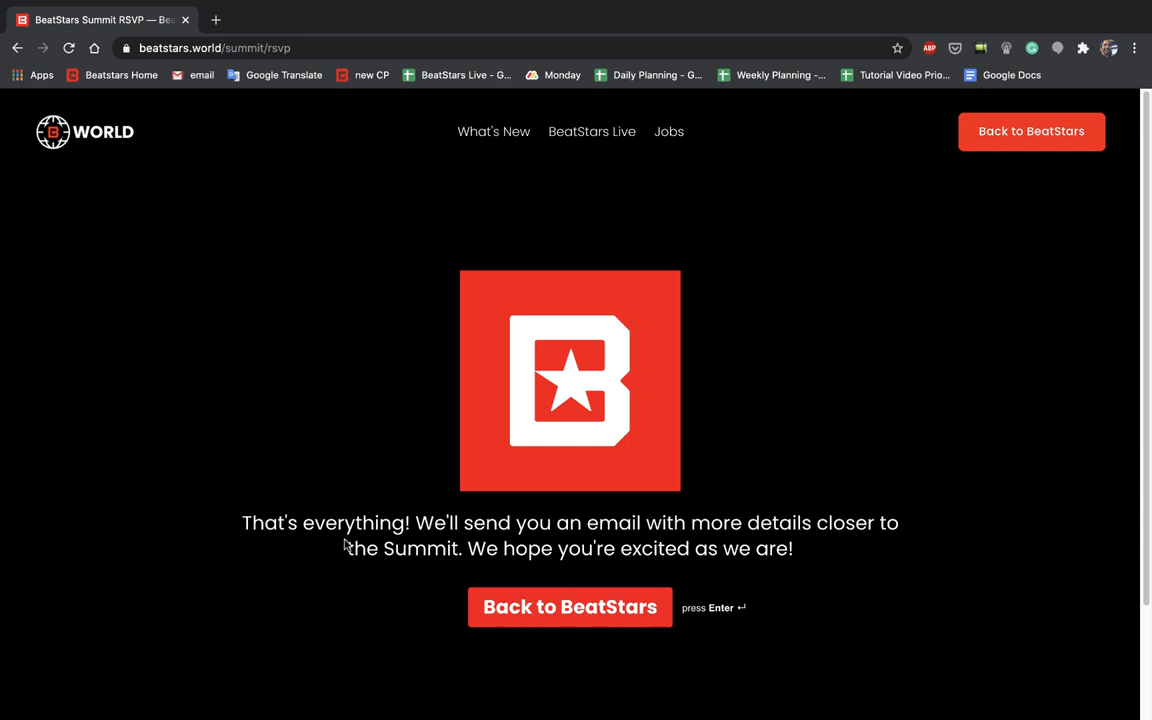 BeatStars Summit RSVP — Bea
beatstars.world/summit/rsvp
Apps Beatstars Home email Google Translate new CP BeatStars Live - G... Monday Daily Planning - G... Weekly Planning -... Tutorial Video Prio... Google Docs
WORLD What's New BeatStars Live Jobs Back to BeatStars
B
That's everything! We'll send you an email with more details closer to
the Summit. We hope you're excited as we are!
Back to BeatStars press Enter ↵